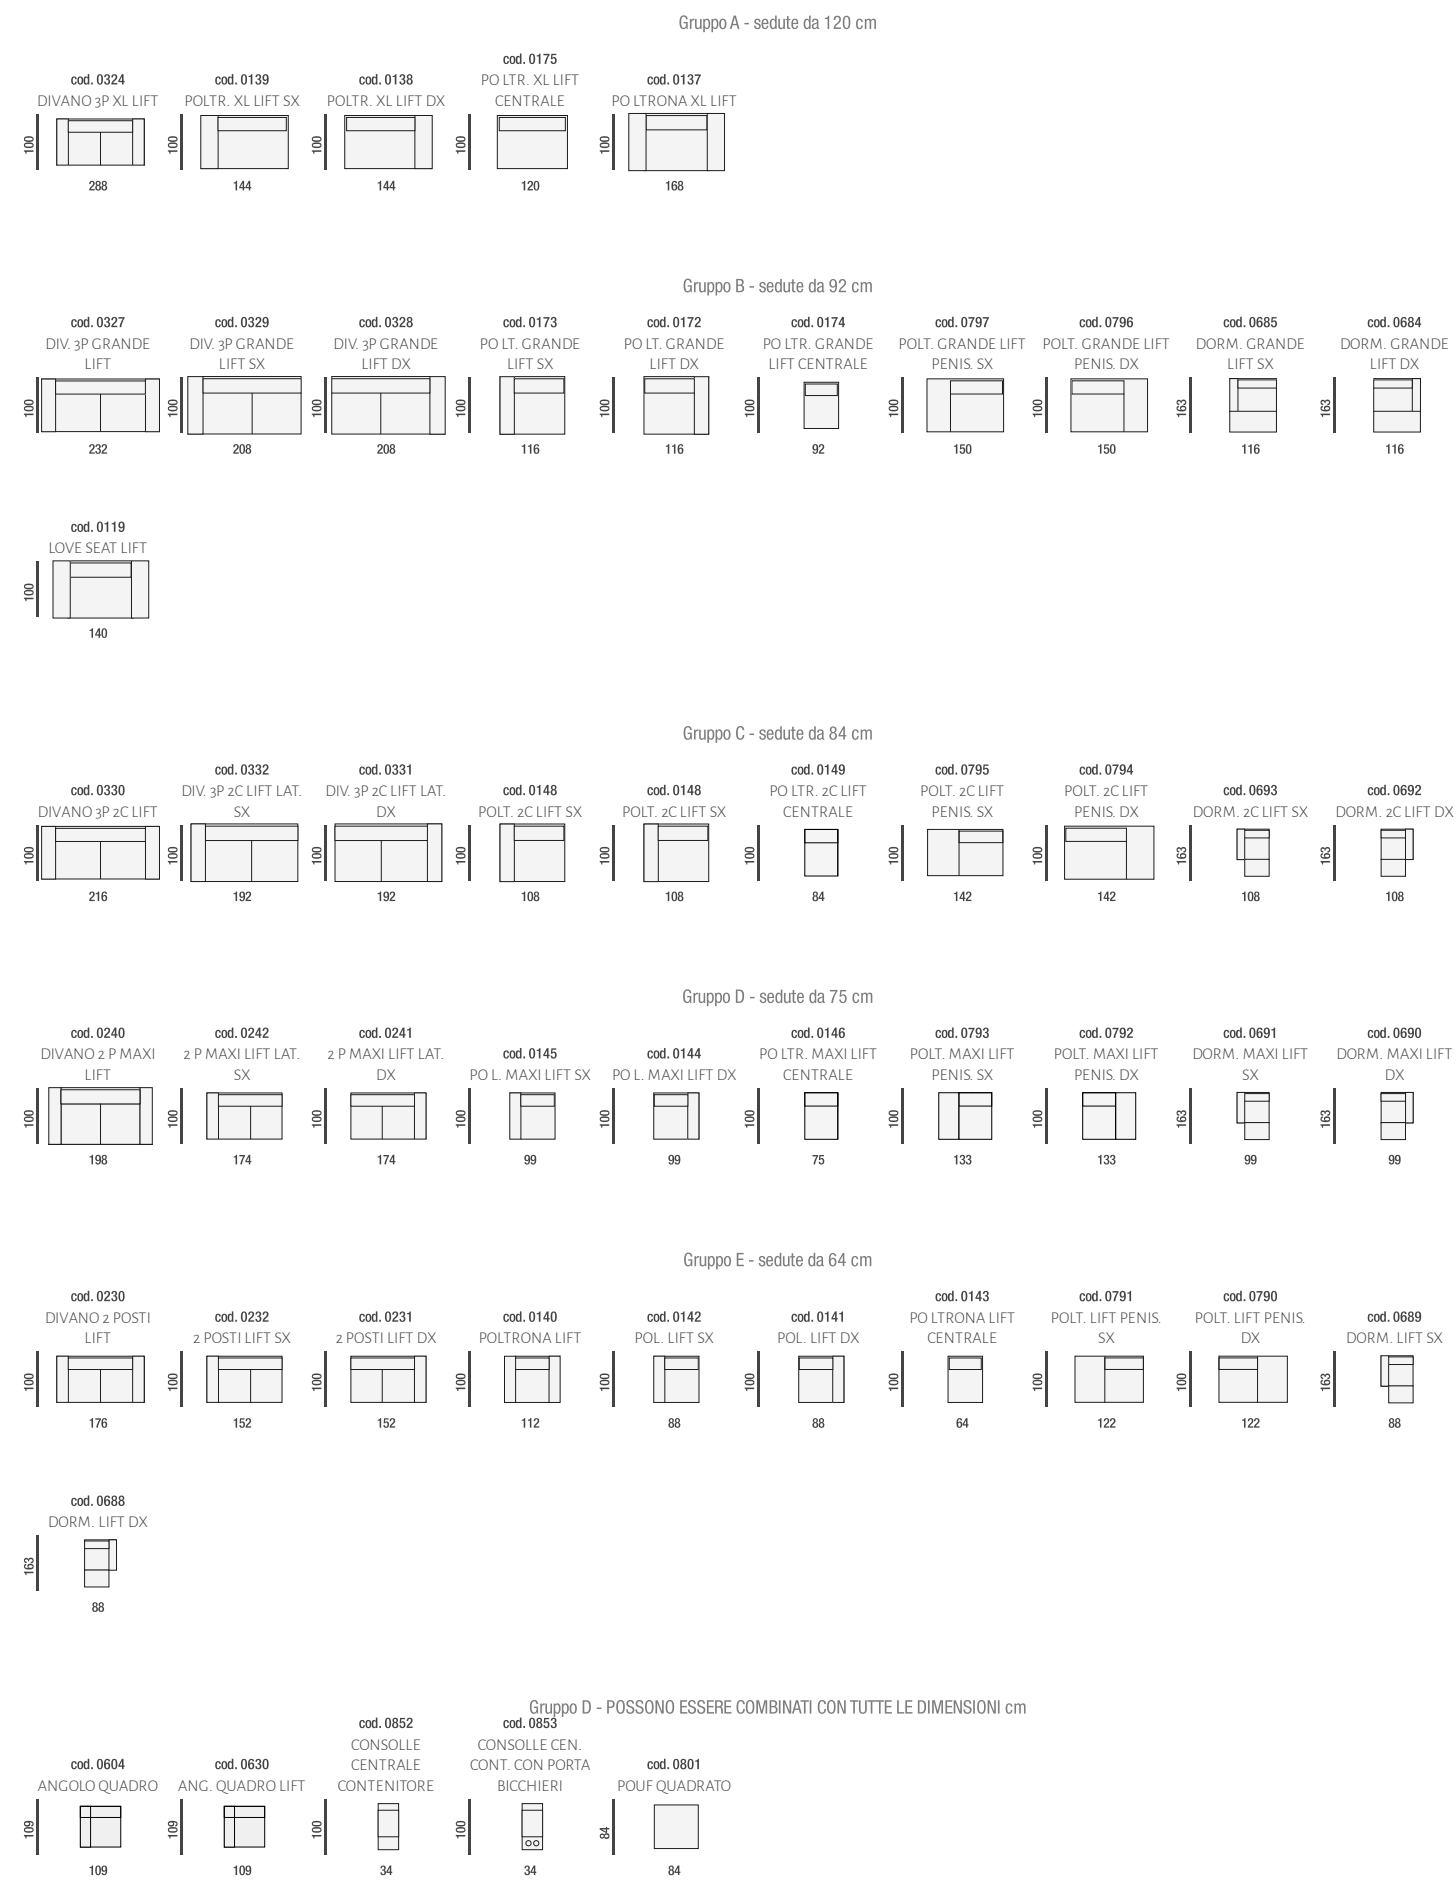 Gruppo A - sedute da 120 cm
cod. 0324
DIVANO 3P XL LIFT
100
288
cod. 0139
POLTR. XL LIFT SX
100
144
cod. 0138
POLTR. XL LIFT DX
100
144
cod. 0175
PO LTR. XL LIFT
CENTRALE
100
120
cod. 0137
PO LTRONA XL LIFT
100
168
Gruppo B - sedute da 92 cm
cod. 0327
DIV. 3P GRANDE
LIFT
100
232
cod. 0329
DIV. 3P GRANDE
LIFT SX
100
208
cod. 0328
DIV. 3P GRANDE
LIFT DX
100
208
cod. 0173
PO LT. GRANDE
LIFT SX
100
116
cod. 0172
PO LT. GRANDE
LIFT DX
100
116
cod. 0174
PO LTR. GRANDE
LIFT CENTRALE
100
92
cod. 0797
POLT. GRANDE LIFT
PENIS. SX
100
150
cod. 0796
POLT. GRANDE LIFT
PENIS. DX
100
150
cod. 0685
DORM. GRANDE
LIFT SX
163
116
cod. 0684
DORM. GRANDE
LIFT DX
163
116
cod. 0119
LOVE SEAT LIFT
100
140
Gruppo C - sedute da 84 cm
cod. 0330
DIVANO 3P 2C LIFT
100
216
cod. 0332
DIV. 3P 2C LIFT LAT.
SX
100
192
cod. 0331
DIV. 3P 2C LIFT LAT.
DX
100
192
cod. 0148
POLT. 2C LIFT SX
100
108
cod. 0148
POLT. 2C LIFT SX
100
108
cod. 0149
PO LTR. 2C LIFT
CENTRALE
100
84
cod. 0795
POLT. 2C LIFT
PENIS. SX
100
142
cod. 0794
POLT. 2C LIFT
PENIS. DX
100
142
cod. 0693
DORM. 2C LIFT SX
163
108
cod. 0692
DORM. 2C LIFT DX
163
108
Gruppo D - sedute da 75 cm
cod. 0240
DIVANO 2 P MAXI
LIFT
100
198
cod. 0242
2 P MAXI LIFT LAT.
SX
100
174
cod. 0241
2 P MAXI LIFT LAT.
DX
100
174
cod. 0145
PO L. MAXI LIFT SX
100
99
cod. 0144
PO L. MAXI LIFT DX
100
99
cod. 0146
PO LTR. MAXI LIFT
CENTRALE
100
75
cod. 0793
POLT. MAXI LIFT
PENIS. SX
100
133
cod. 0792
POLT. MAXI LIFT
PENIS. DX
100
133
cod. 0691
DORM. MAXI LIFT
SX
163
99
cod. 0690
DORM. MAXI LIFT
DX
163
99
Gruppo E - sedute da 64 cm
cod. 0230
DIVANO 2 POSTI
LIFT
100
176
cod. 0232
2 POSTI LIFT SX
100
152
cod. 0231
2 POSTI LIFT DX
100
152
cod. 0140
POLTRONA LIFT
100
112
cod. 0142
POL. LIFT SX
100
88
cod. 0141
POL. LIFT DX
100
88
cod. 0143
PO LTRONA LIFT
CENTRALE
100
64
cod. 0791
POLT. LIFT PENIS.
SX
100
122
cod. 0790
POLT. LIFT PENIS.
DX
100
122
cod. 0689
DORM. LIFT SX
163
88
cod. 0688
DORM. LIFT DX
163
88
Gruppo D - POSSONO ESSERE COMBINATI CON TUTTE LE DIMENSIONI cm
cod. 0604
ANGOLO QUADRO
109
109
cod. 0630
ANG. QUADRO LIFT
109
109
cod. 0852
CONSOLLE
CENTRALE
CONTENITORE
100
34
cod. 0853
CONSOLLE CEN.
CONT. CON PORTA
BICCHIERI
100
34
cod. 0801
POUF QUADRATO
84
84